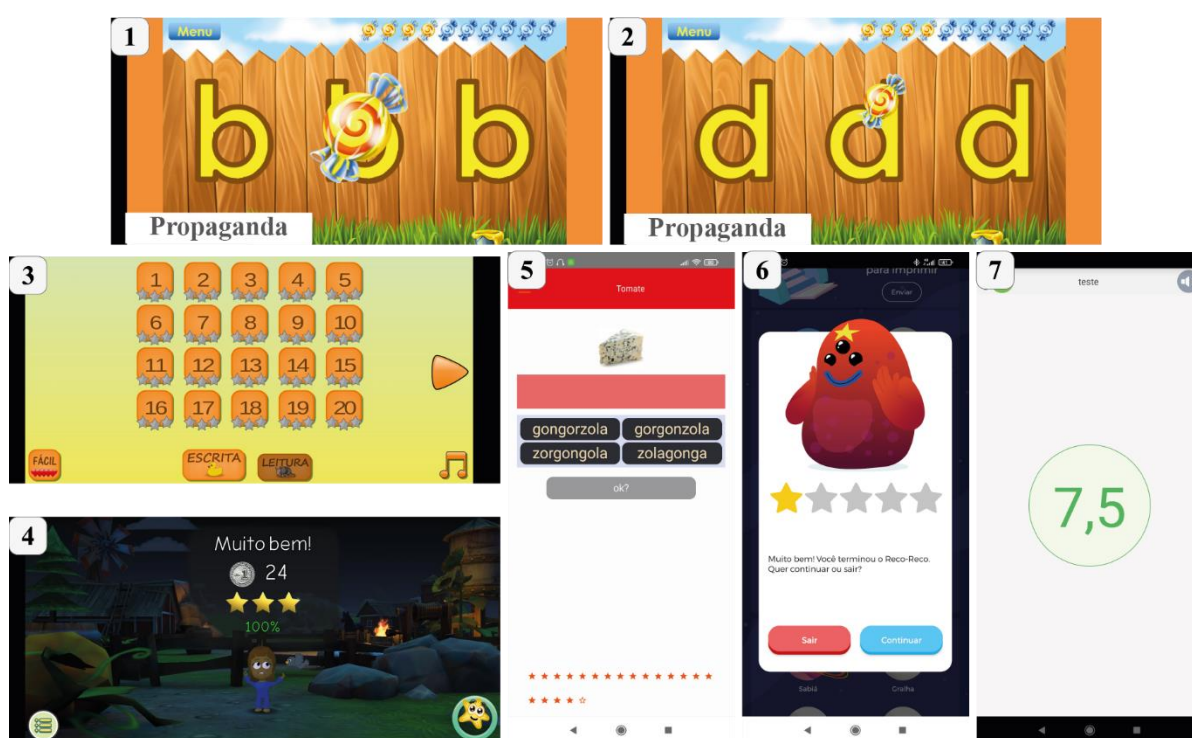 1
Menu
b b b
Propaganda
2
Menu
d d d
Propaganda
3
1 2 3 4 5
6 7 8 9 10
11 12 13 14 15
16 17 18 19 20
FÁCIL
ESCRITA
LEITURA
4
Muito bem!
24
100%
5
Tomate
gongorzola gorgonzola
zorgongola zolagonga
ok?
6
para imprimir
Enviar
Muito bem! Você terminou o Reco-Reco.
Quer continuar ou sair?
Sair Continuar
Sabiá Gralha
7
teste
7,5